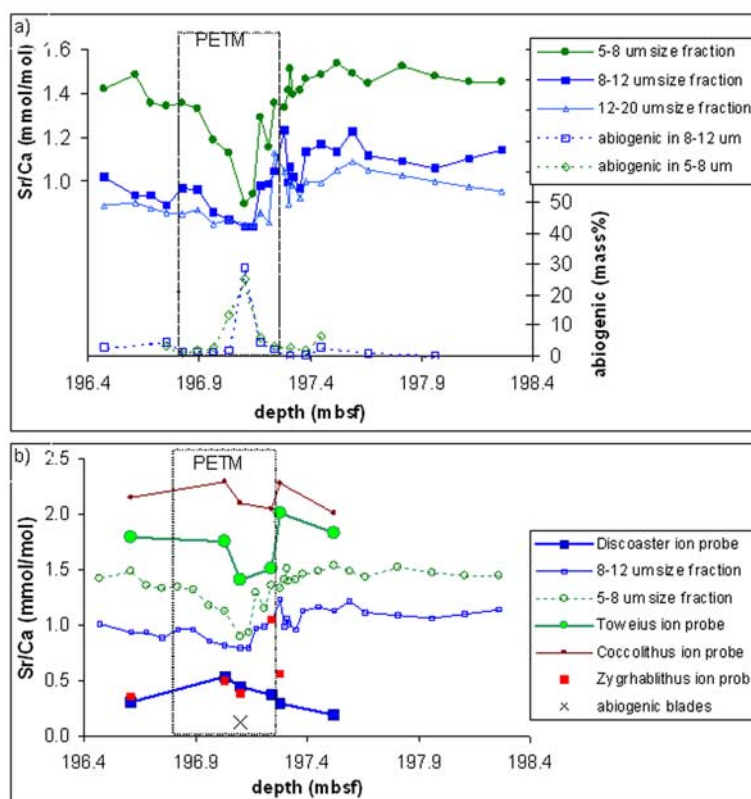 a)
PETM
1.6
1.4
1.2
1.0
Sr/Ca (mmol/mol)
50
40
30
20
10
0
abiogenic (mass%)
196.4
196.9
197.4
197.9
198.4
depth (mbsf)
5-8 um size fraction
8-12 um size fraction
12-20 um size fraction
abiogenic in 8-12 um
abiogenic in 5-8 um
b)
PETM
2.5
2.0
1.5
1.0
0.5
0.0
Sr/Ca (mmol/mol)
196.4
196.9
197.4
197.9
198.4
depth (mbsf)
Discoaster ion probe
8-12 um size fraction
5-8 um size fraction
Toweius ion probe
Coccolithus ion probe
Zygrhablithus ion probe
abiogenic blades